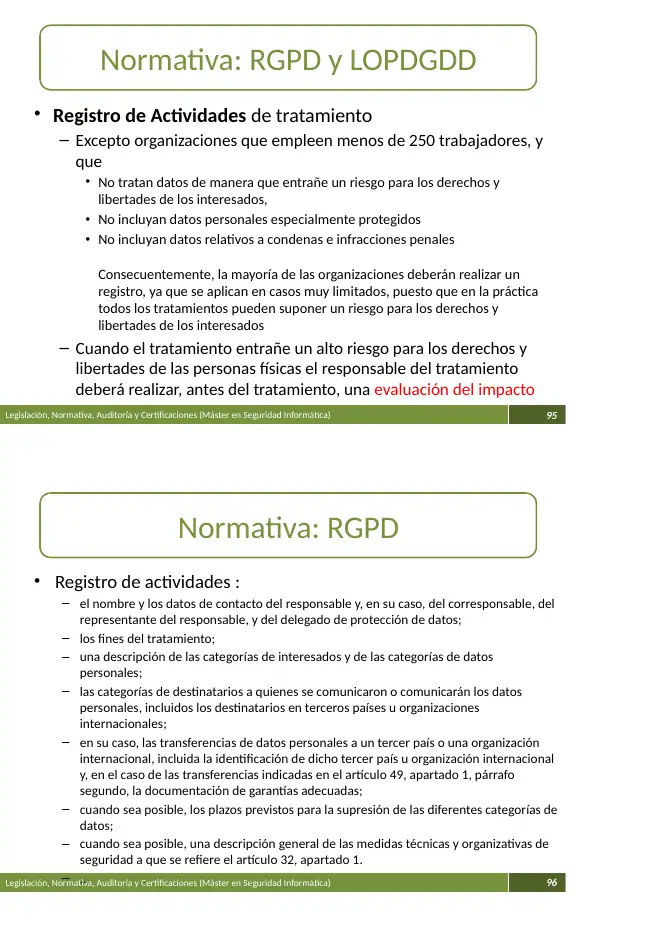 Normativa: RGPD y LOPDGDD
• Registro de Actividades de tratamiento
– Excepto organizaciones que empleen menos de 250 trabajadores, y
que
• No tratan datos de manera que entrañe un riesgo para los derechos y
libertades de los interesados,
• No incluyan datos personales especialmente protegidos
• No incluyan datos relativos a condenas e infracciones penales
Consecuentemente, la mayoría de las organizaciones deberán realizar un
registro, ya que se aplican en casos muy limitados, puesto que en la práctica
todos los tratamientos pueden suponer un riesgo para los derechos y
libertades de los interesados
– Cuando el tratamiento entrañe un alto riesgo para los derechos y
libertades de las personas físicas el responsable del tratamiento
deberá realizar, antes del tratamiento, una evaluación del impacto
Legislación, Normativa, Auditoría y Certificaciones (Máster en Seguridad Informática) 95
Normativa: RGPD
• Registro de actividades :
– el nombre y los datos de contacto del responsable y, en su caso, del corresponsable, del
representante del responsable, y del delegado de protección de datos;
– los fines del tratamiento;
– una descripción de las categorías de interesados y de las categorías de datos
personales;
– las categorías de destinatarios a quienes se comunicaron o comunicarán los datos
personales, incluidos los destinatarios en terceros países u organizaciones
internacionales;
– en su caso, las transferencias de datos personales a un tercer país o una organización
internacional, incluida la identificación de dicho tercer país u organización internacional
y, en el caso de las transferencias indicadas en el artículo 49, apartado 1, párrafo
segundo, la documentación de garantías adecuadas;
– cuando sea posible, los plazos previstos para la supresión de las diferentes categorías de
datos;
– cuando sea posible, una descripción general de las medidas técnicas y organizativas de
seguridad a que se refiere el artículo 32, apartado 1.
Legislación, Normativa, Auditoría y Certificaciones (Máster en Seguridad Informática) 96